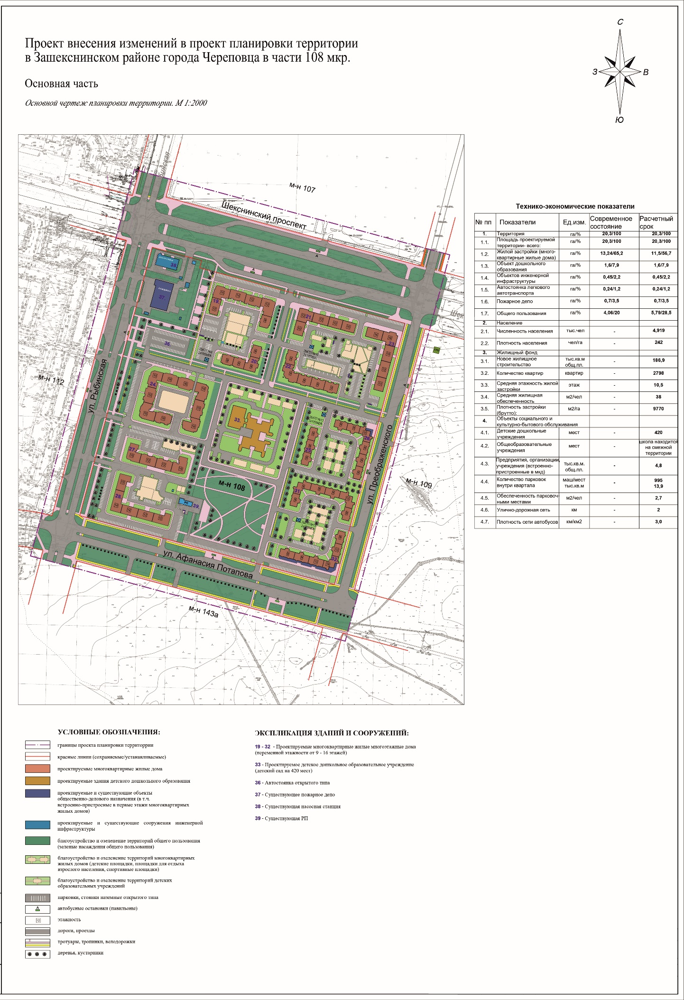 Проект внесения изменений в проект планировки территории
в Зашекснинском районе города Череповца в части 108 мкр.
Основная часть
Основной чертеж планировки территории. М 1:2000
С
З
В
Ю
м-н 107
Шекснинский проспект
м-н 112
ул. Рыбинская
м-н 108
ул. Преображенского
м-н 109
ул. Афанасия Потапова
м-н 143а
38
37.
36
19.
20.
21
22.
23
24.
25
26
27.
28.
31
32
33.
РП
39.
Технико-экономические показатели
№ пп Показатели Ед.изм. Современное состояние Расчетный срок
1. Территория га/% 20,3/100 20,3/100
1.1. Площадь проектируемой территории- всего: га/% 20,3/100 20,3/100
1.2. Жилой застройки (много-квартирные жилые дома) га/% 13,24/65,2 11,5/56,7
1.3. Объект дошкольного образования га/% 1,6/7,9 1,6/7,9
1.4. Объектов инженерной инфраструктуры га/% 0,45/2,2 0,45/2,2
1.5. Автостоянка легкового автотранспорта га/% 0,24/1,2 0,24/1,2
1.6. Пожарное депо га/% 0,7/3,5 0,7/3,5
1.7. Общего пользования га/% 4,06/20 5,79/28,5
2. Население
2.1. Численность населения тыс.чел - 4,919
2.2. Плотность населения чел/га - 242
3. Жилищный фонд
3.1. Новое жилищное строительство тыс.кв.м общ.пл. - 186,9
3.2. Количество квартир квартир - 2798
3.3. Средняя этажность жилой застройки этаж - 10,5
3.4. Средняя жилищная обеспеченность м2/чел - 38
3.5. Плотность застройки (брутто): м2/га - 9770
4. Объекты социального и культурно-бытового обслуживания
4.1. Детские дошкольные учреждения мест - 420
4.2. Общеобразовательные учреждения мест - школа находится на смежной территории
4.3. Предприятия, организации, учреждения (встроенно-пристроенные в мкд) тыс.кв.м. общ.пл. - 4,8
4.4. Количество парковок внутри квартала маш/мест тыс.кв.м - 995 13,9
4.5. Обеспеченность парковоч-ными местами м2/чел - 2,7
4.6. Улично-дорожная сеть км - 2
4.7. Плотность сети автобусов км/км2 - 3,0
УСЛОВНЫЕ ОБОЗНАЧЕНИЯ:
границы проекта планировки территоррии
красные линии (сохраняемые/устанавливаемые)
проектируемые многоквартирные жилые дома
проектируемые здания детского дошкольного образования
проектируемые и существующие объекты
общественно-делового назначения (в т.ч.
встроенно-пристроеные в первые этажи многоквартирных
жилых домов)
проектируемые и существующие сооружения инженерной
инфраструктуры
благоустройство и озеленение территорий общего пользования
(зеленые насаждения общего пользования)
благоустройство и озеленение территорий многоквартирных
жилых домов (детские площадки, площадки для отдыха
взрослого населения, спортивные площадки)
благоустройство и озеленение территорий детских
образовательных учреждений
парковки, стоянки наземные открытого типа
А
автобусные остановки (павильоны)
12
этажность
дороги, проезды
тротуары, тропинки, велодорожки
деревья, кустарники
ЭКСПЛИКАЦИЯ ЗДАНИЙ И СООРУЖЕНИЙ:
19 - 32 - Проектируемые многоквартирные жилые многоэтажные дома
(переменной этажности от 9 - 16 этажей)
33 - Проектируемое детское дошкольное образовательное учреждение
(детский сад на 420 мест)
36 - Автостоянка открытого типа
37 - Существующее пожарное депо
38 - Существующая насосная станция
39 - Существующая РП